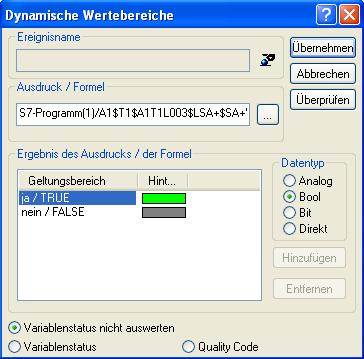 Dynamische Wertebereiche
Ereignisname
Übernehmen
Abbrechen
Ausdruck / Formel
Überprüfen
S7-Programm(1)/A1$T1$A1T1L003$LSA+$SA+'
...
Ergebnis des Ausdrucks / der Formel
Datentyp
Geltungsbereich Hint...
Analog
ja / TRUE
Bool
nein / FALSE
Bit
Direkt
Hinzufügen
Entfernen
Variablenstatus nicht auswerten
Variablenstatus Quality Code